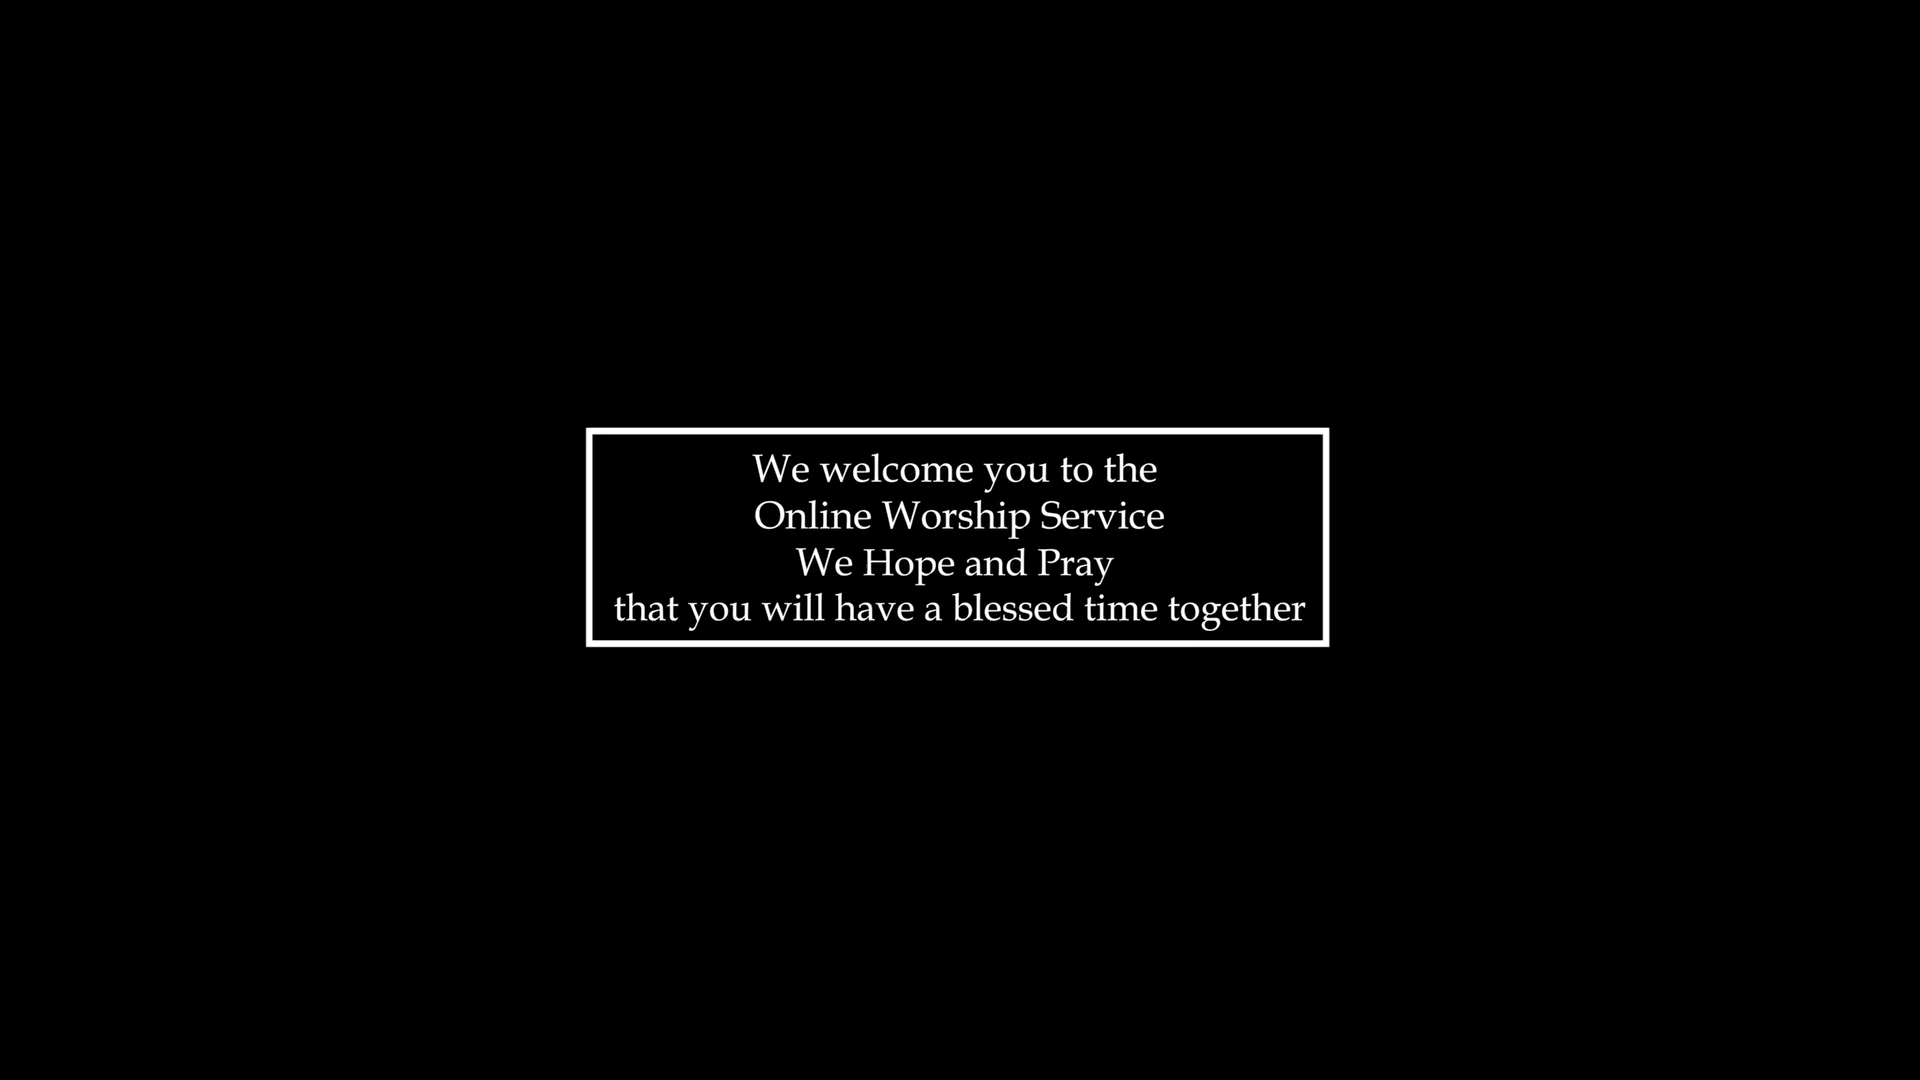 We welcome you to the
Online Worship Service
We Hope and Pray
that you will have a blessed time together